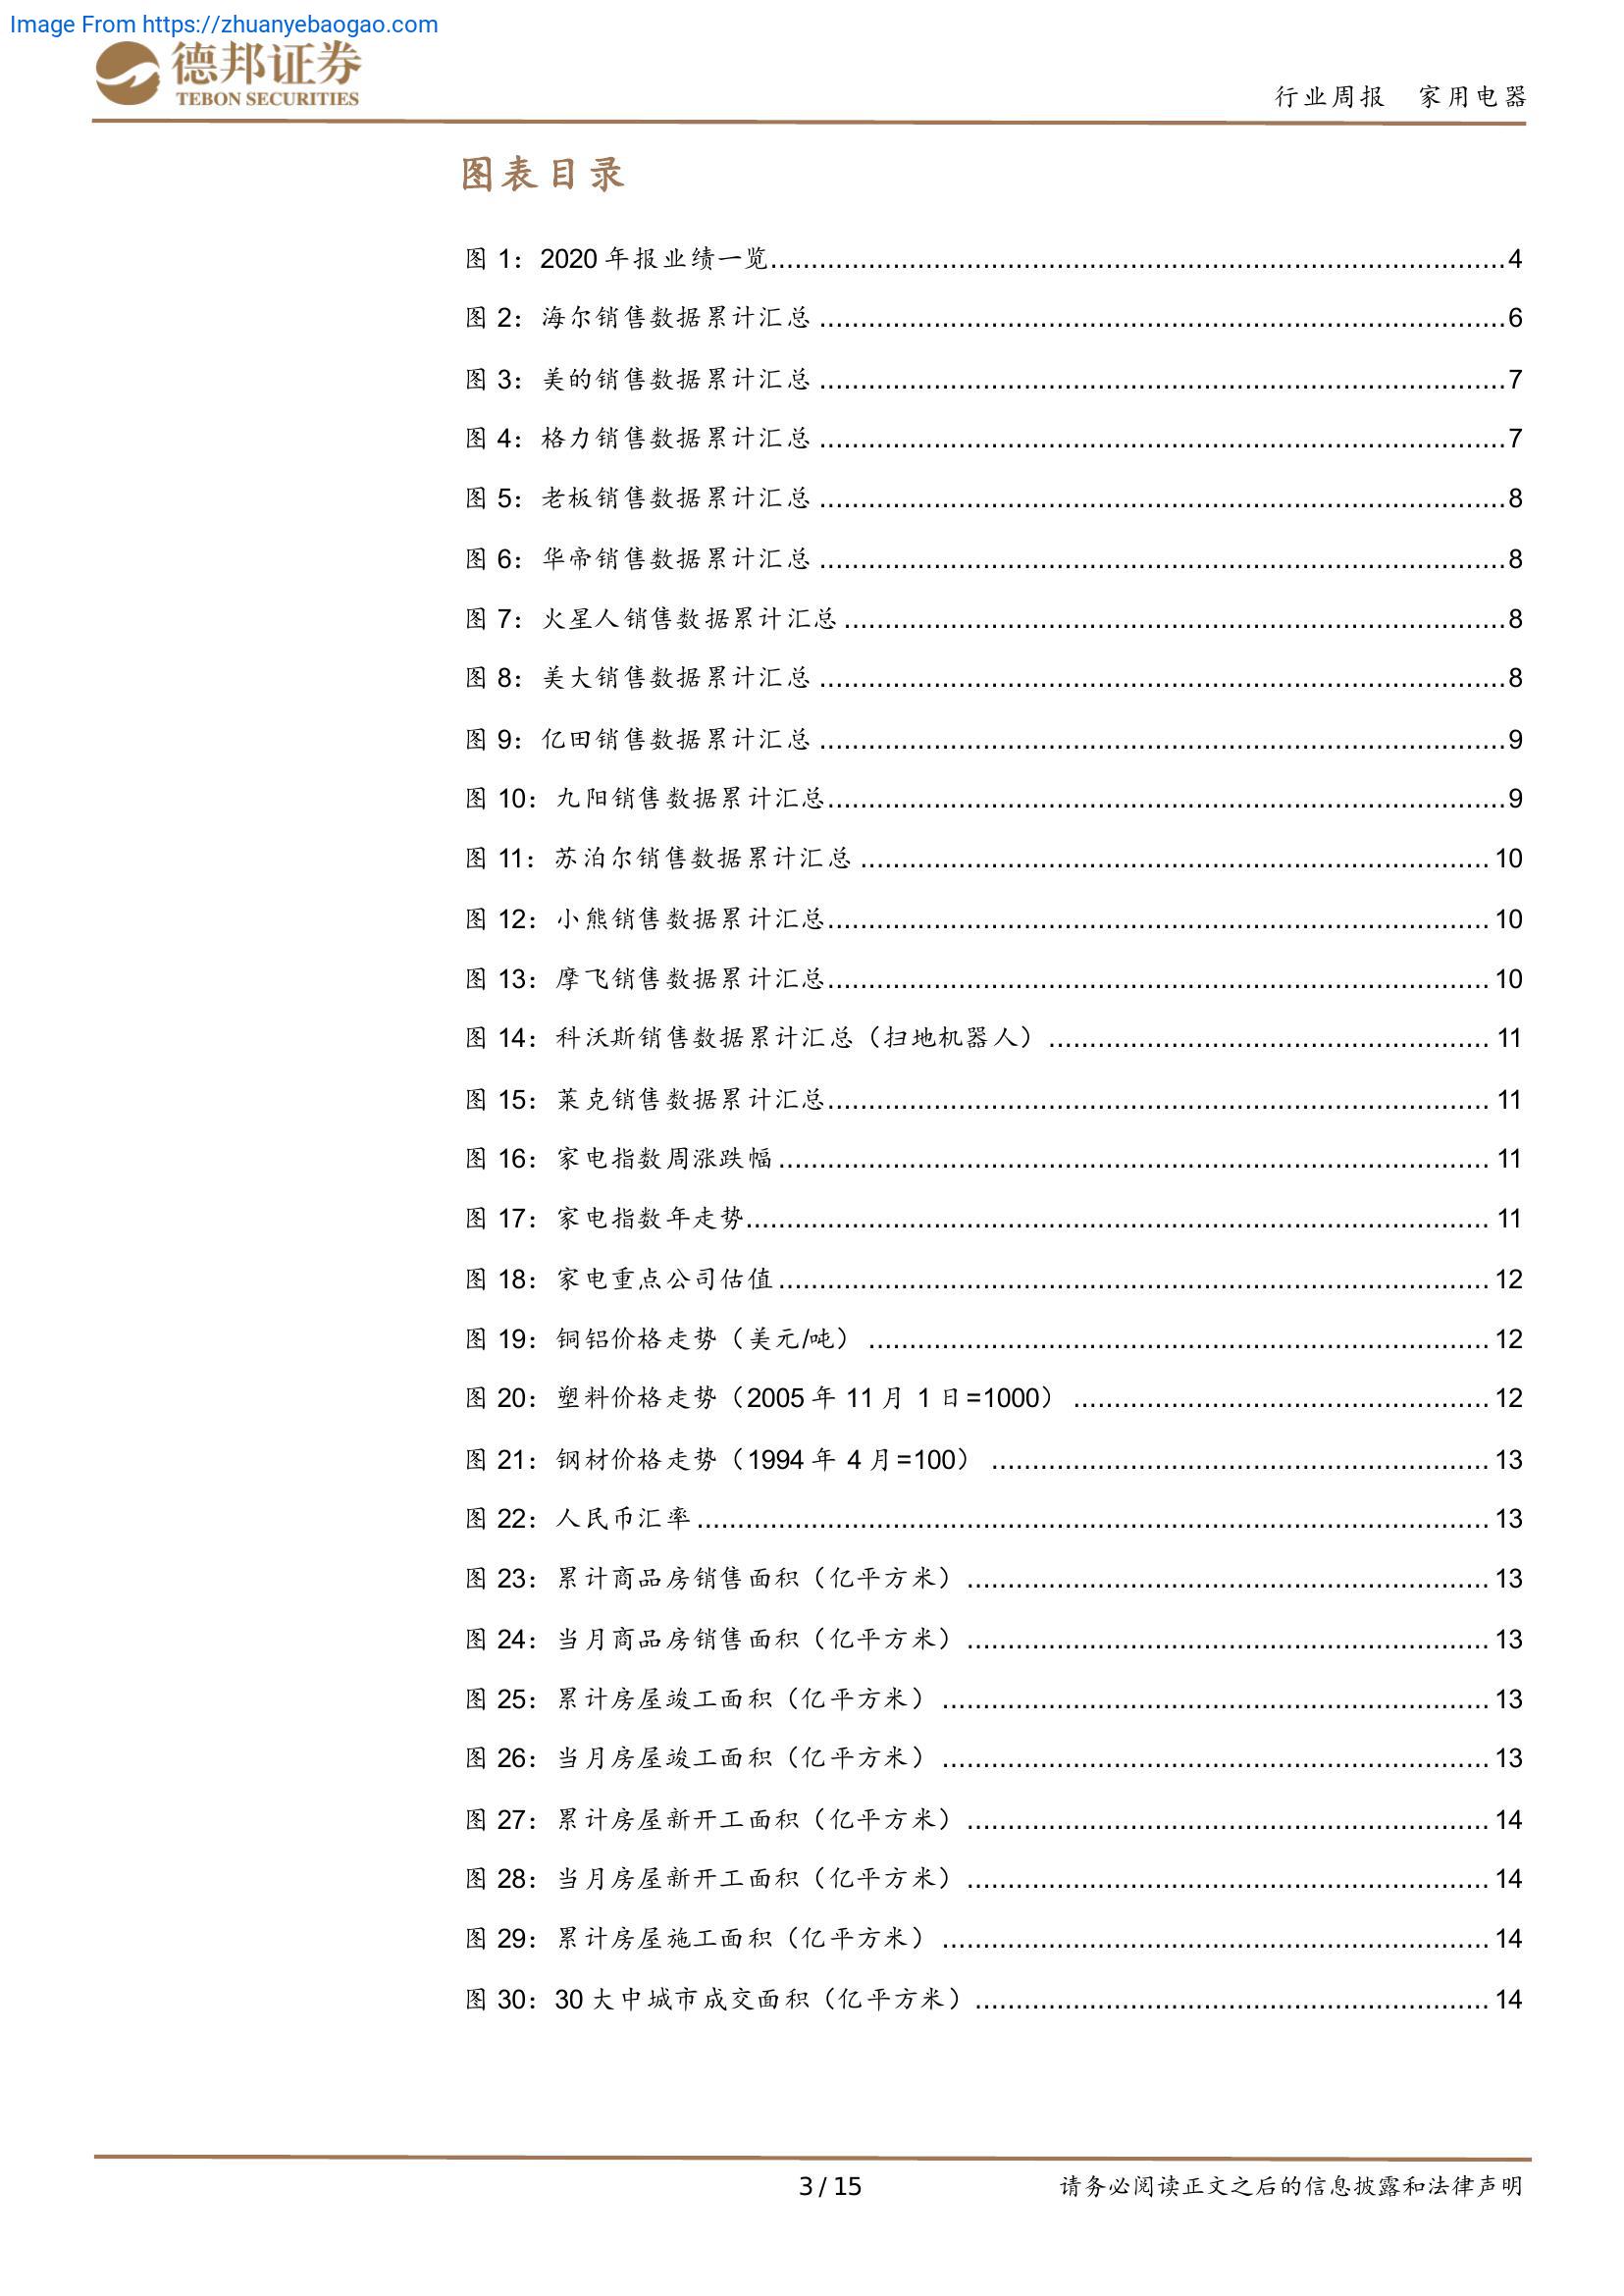 Image From https://zhuanyebaogao.com
德邦证券
TEBON SECURITIES
行业周报 家用电器
图表目录
图 1：2020 年报业绩一览..........................................................................................4
图 2：海尔销售数据累计汇总 ....................................................................................6
图 3：美的销售数据累计汇总 ....................................................................................7
图 4：格力销售数据累计汇总 ....................................................................................7
图 5：老板销售数据累计汇总 ....................................................................................8
图 6：华帝销售数据累计汇总 ....................................................................................8
图 7：火星人销售数据累计汇总 .................................................................................8
图 8：美大销售数据累计汇总 ....................................................................................8
图 9：亿田销售数据累计汇总 ....................................................................................9
图 10：九阳销售数据累计汇总...................................................................................9
图 11：苏泊尔销售数据累计汇总 ............................................................................. 10
图 12：小熊销售数据累计汇总................................................................................. 10
图 13：摩飞销售数据累计汇总................................................................................. 10
图 14：科沃斯销售数据累计汇总（扫地机器人） ...................................................... 11
图 15：莱克销售数据累计汇总................................................................................. 11
图 16：家电指数周涨跌幅 ....................................................................................... 11
图 17：家电指数年走势........................................................................................... 11
图 18：家电重点公司估值 ....................................................................................... 12
图 19：铜铝价格走势（美元/吨） ............................................................................ 12
图 20：塑料价格走势（2005 年 11 月 1 日=1000） ................................................... 12
图 21：钢材价格走势（1994 年 4 月=100） ............................................................. 13
图 22：人民币汇率 ................................................................................................. 13
图 23：累计商品房销售面积（亿平方米） ................................................................ 13
图 24：当月商品房销售面积（亿平方米） ................................................................ 13
图 25：累计房屋竣工面积（亿平方米） ................................................................... 13
图 26：当月房屋竣工面积（亿平方米） ................................................................... 13
图 27：累计房屋新开工面积（亿平方米） ................................................................ 14
图 28：当月房屋新开工面积（亿平方米） ................................................................ 14
图 29：累计房屋施工面积（亿平方米） ................................................................... 14
图 30：30 大中城市成交面积（亿平方米）............................................................... 14
3 / 15 请务必阅读正文之后的信息披露和法律声明